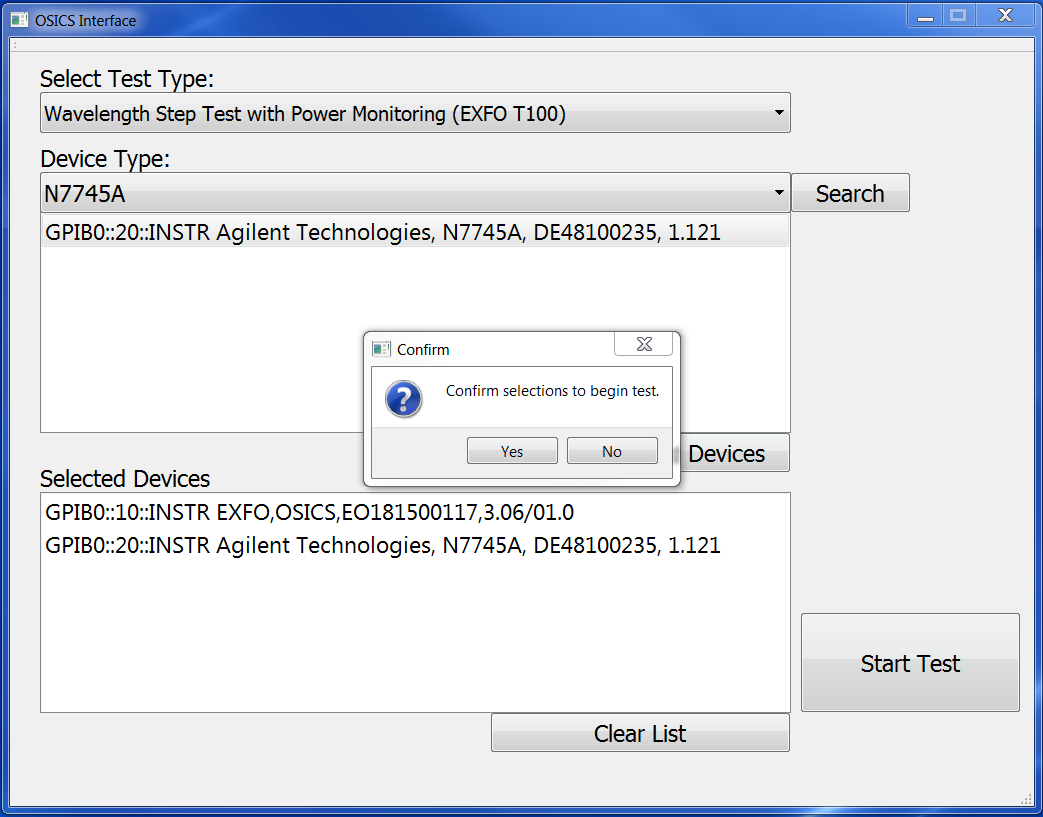 OSICS Interface
Select Test Type:
Wavelength Step Test with Power Monitoring (EXFO T100)
Device Type:
N7745A
Search
GPIB0::20::INSTR Agilent Technologies, N7745A, DE48100235, 1.121
Confirm
Confirm selections to begin test.
Yes No
Devices
Selected Devices
GPIB0::10::INSTR EXFO,OSICS,EO181500117,3.06/01.0
GPIB0::20::INSTR Agilent Technologies, N7745A, DE48100235, 1.121
Start Test
Clear List